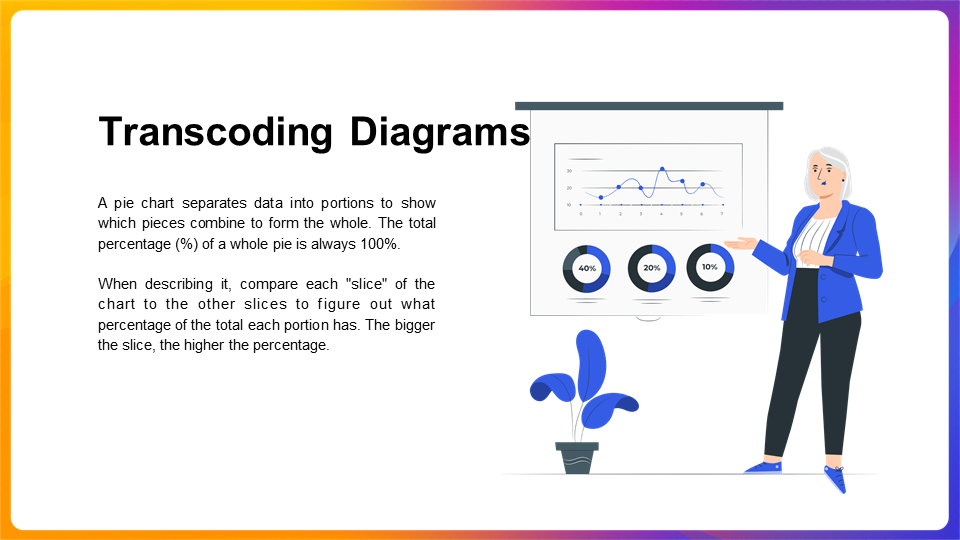 Transcoding Diagrams
A pie chart separates data into portions to show
which pieces combine to form the whole. The total
percentage (%) of a whole pie is always 100%.
When describing it, compare each "slice" of the
chart to the other slices to figure out what
percentage of the total each portion has. The bigger
the slice, the higher the percentage.
30
20
10
0 1 2 3 4 5 6 7
40% 20% 10%